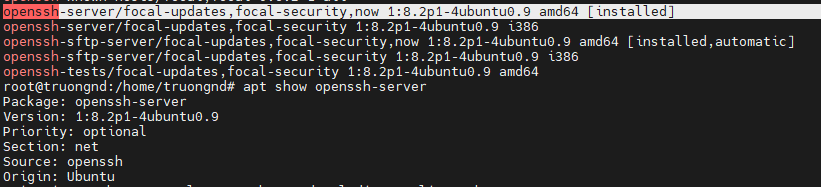 openssh-server/focal-updates,focal-security,now 1:8.2p1-4ubuntu0.9 amd64 [installed]
openssh-server/focal-updates,focal-security 1:8.2p1-4ubuntu0.9 i386
openssh-sftp-server/focal-updates,focal-security,now 1:8.2p1-4ubuntu0.9 amd64 [installed,automatic]
openssh-sftp-server/focal-updates,focal-security 1:8.2p1-4ubuntu0.9 i386
openssh-tests/focal-updates,focal-security 1:8.2p1-4ubuntu0.9 amd64
root@truongnd:/home/truongnd# apt show openssh-server
Package: openssh-server
Version: 1:8.2p1-4ubuntu0.9
Priority: optional
Section: net
Source: openssh
Origin: Ubuntu